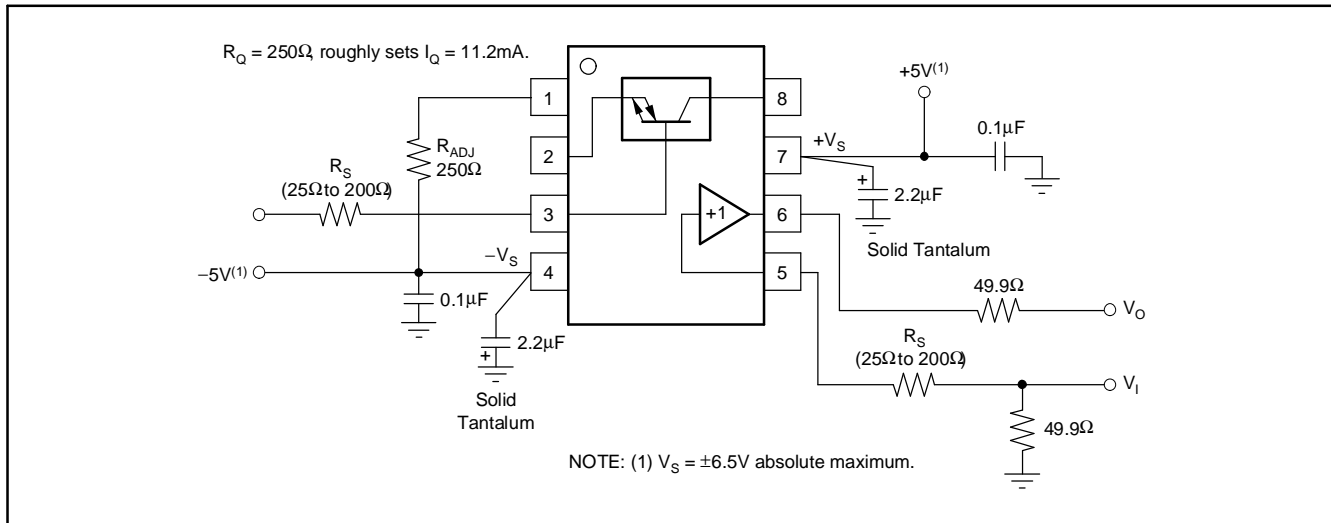 R_Q = 250Ω, roughly sets I_Q = 11.2mA.
+5V(1)
1
8
0.1µF
R_ADJ
250Ω
2
+V_S
7
R_S
(25Ω to 200Ω)
+
2.2µF
3
+1
6
Solid Tantalum
−5V(1)
−V_S
4
5
0.1µF
49.9Ω
V_O
2.2µF
+
R_S
(25Ω to 200Ω)
V_I
Solid
Tantalum
49.9Ω
NOTE: (1) V_S = ±6.5V absolute maximum.